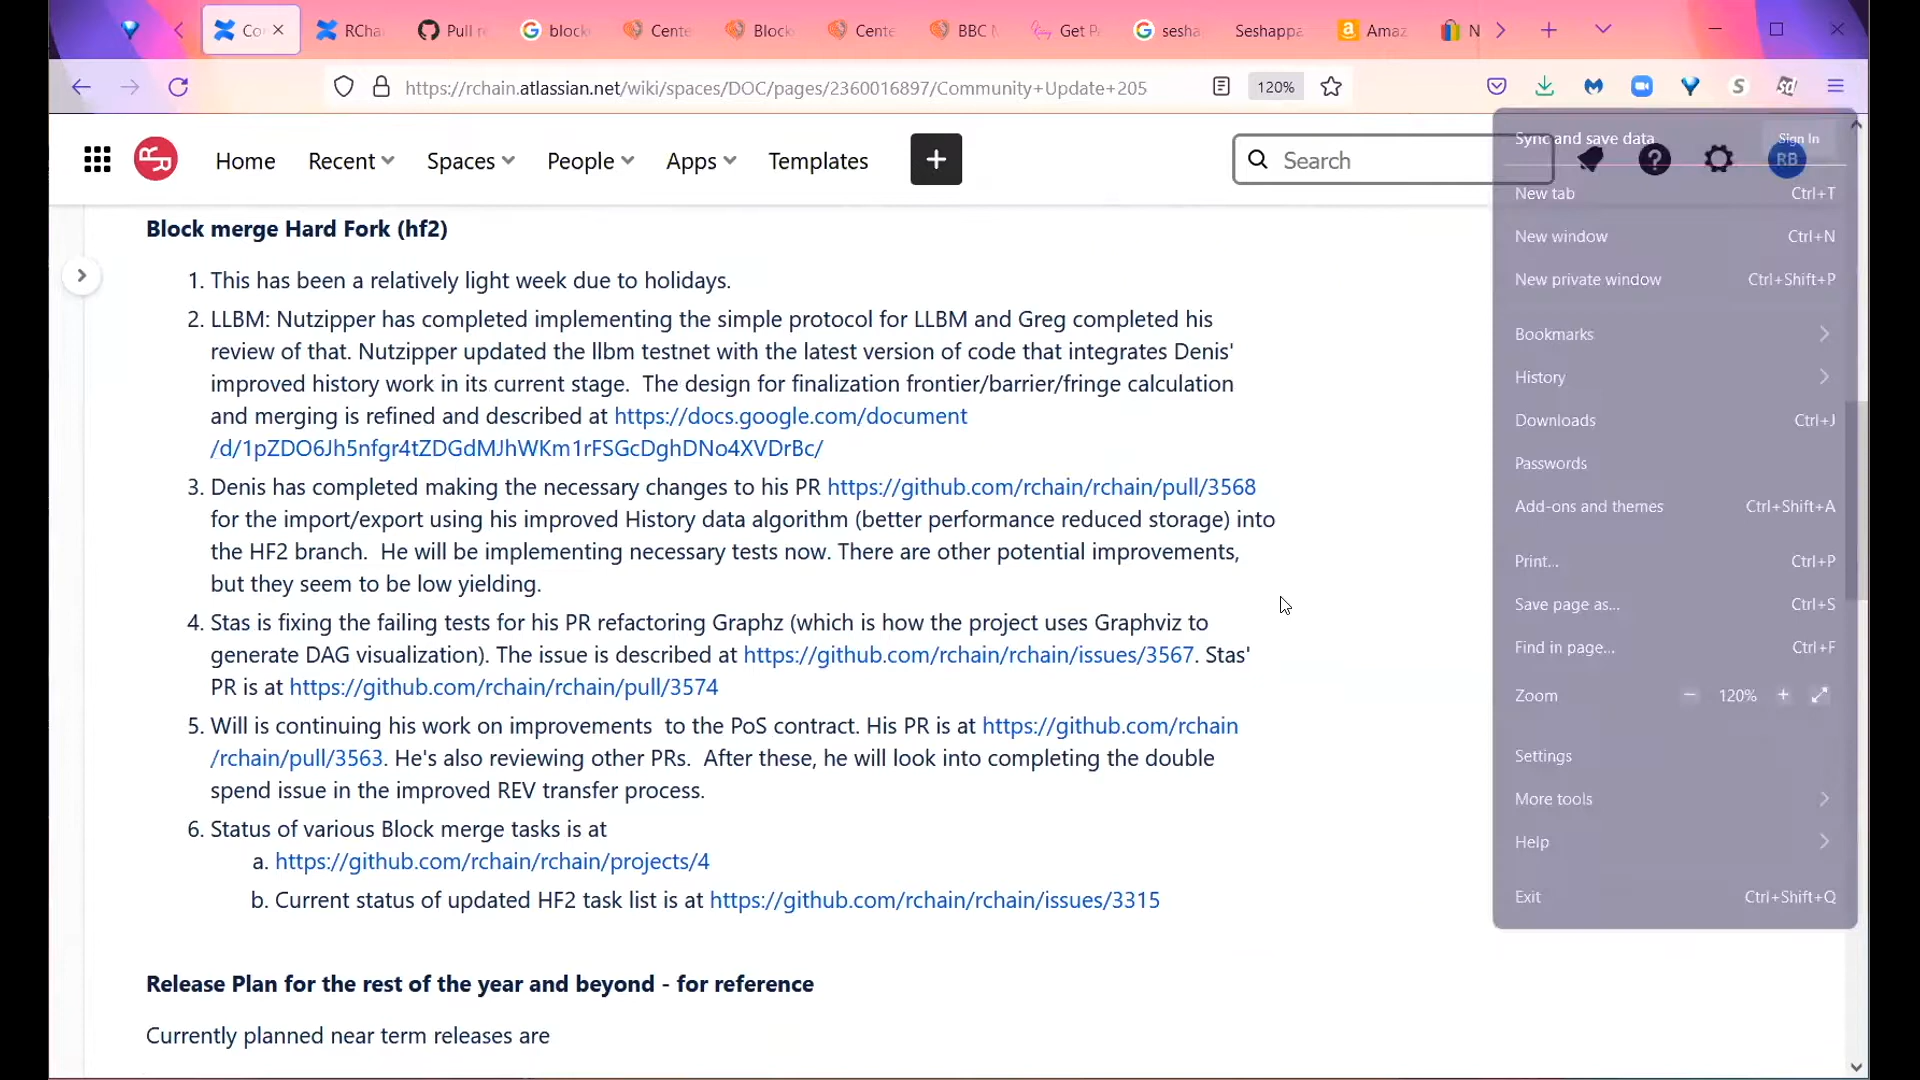 Co
RCha
Pull r
block
Cente
Block
Cente
BBC N
Get P
sesha
Seshappa
Amaz
N
https://rchain.atlassian.net/wiki/spaces/DOC/pages/2360016897/Community+Update+205
120%
Home
Recent
Spaces
People
Apps
Templates
+
Search
RB
Sync and save data
Sign In
New tab Ctrl+T
New window Ctrl+N
New private window Ctrl+Shift+P
Bookmarks
History
Downloads Ctrl+J
Passwords
Add-ons and themes Ctrl+Shift+A
Print... Ctrl+P
Save page as... Ctrl+S
Find in page... Ctrl+F
Zoom − 120% +
Settings
More tools
Help
Exit Ctrl+Shift+Q
Block merge Hard Fork (hf2)
1. This has been a relatively light week due to holidays.
2. LLBM: Nutzipper has completed implementing the simple protocol for LLBM and Greg completed his
review of that. Nutzipper updated the llbm testnet with the latest version of code that integrates Denis'
improved history work in its current stage.  The design for finalization frontier/barrier/fringe calculation
and merging is refined and described at https://docs.google.com/document
/d/1pZDO6Jh5nfgr4tZDGdMJhWKm1rFSGcDghDNo4XVDrBc/
3. Denis has completed making the necessary changes to his PR https://github.com/rchain/rchain/pull/3568
for the import/export using his improved History data algorithm (better performance reduced storage) into
the HF2 branch.  He will be implementing necessary tests now. There are other potential improvements,
but they seem to be low yielding.
4. Stas is fixing the failing tests for his PR refactoring Graphz (which is how the project uses Graphviz to
generate DAG visualization). The issue is described at https://github.com/rchain/rchain/issues/3567. Stas'
PR is at https://github.com/rchain/rchain/pull/3574
5. Will is continuing his work on improvements  to the PoS contract. His PR is at https://github.com/rchain
/rchain/pull/3563. He's also reviewing other PRs.  After these, he will look into completing the double
spend issue in the improved REV transfer process.
6. Status of various Block merge tasks is at
a. https://github.com/rchain/rchain/projects/4
b. Current status of updated HF2 task list is at https://github.com/rchain/rchain/issues/3315
Release Plan for the rest of the year and beyond - for reference
Currently planned near term releases are